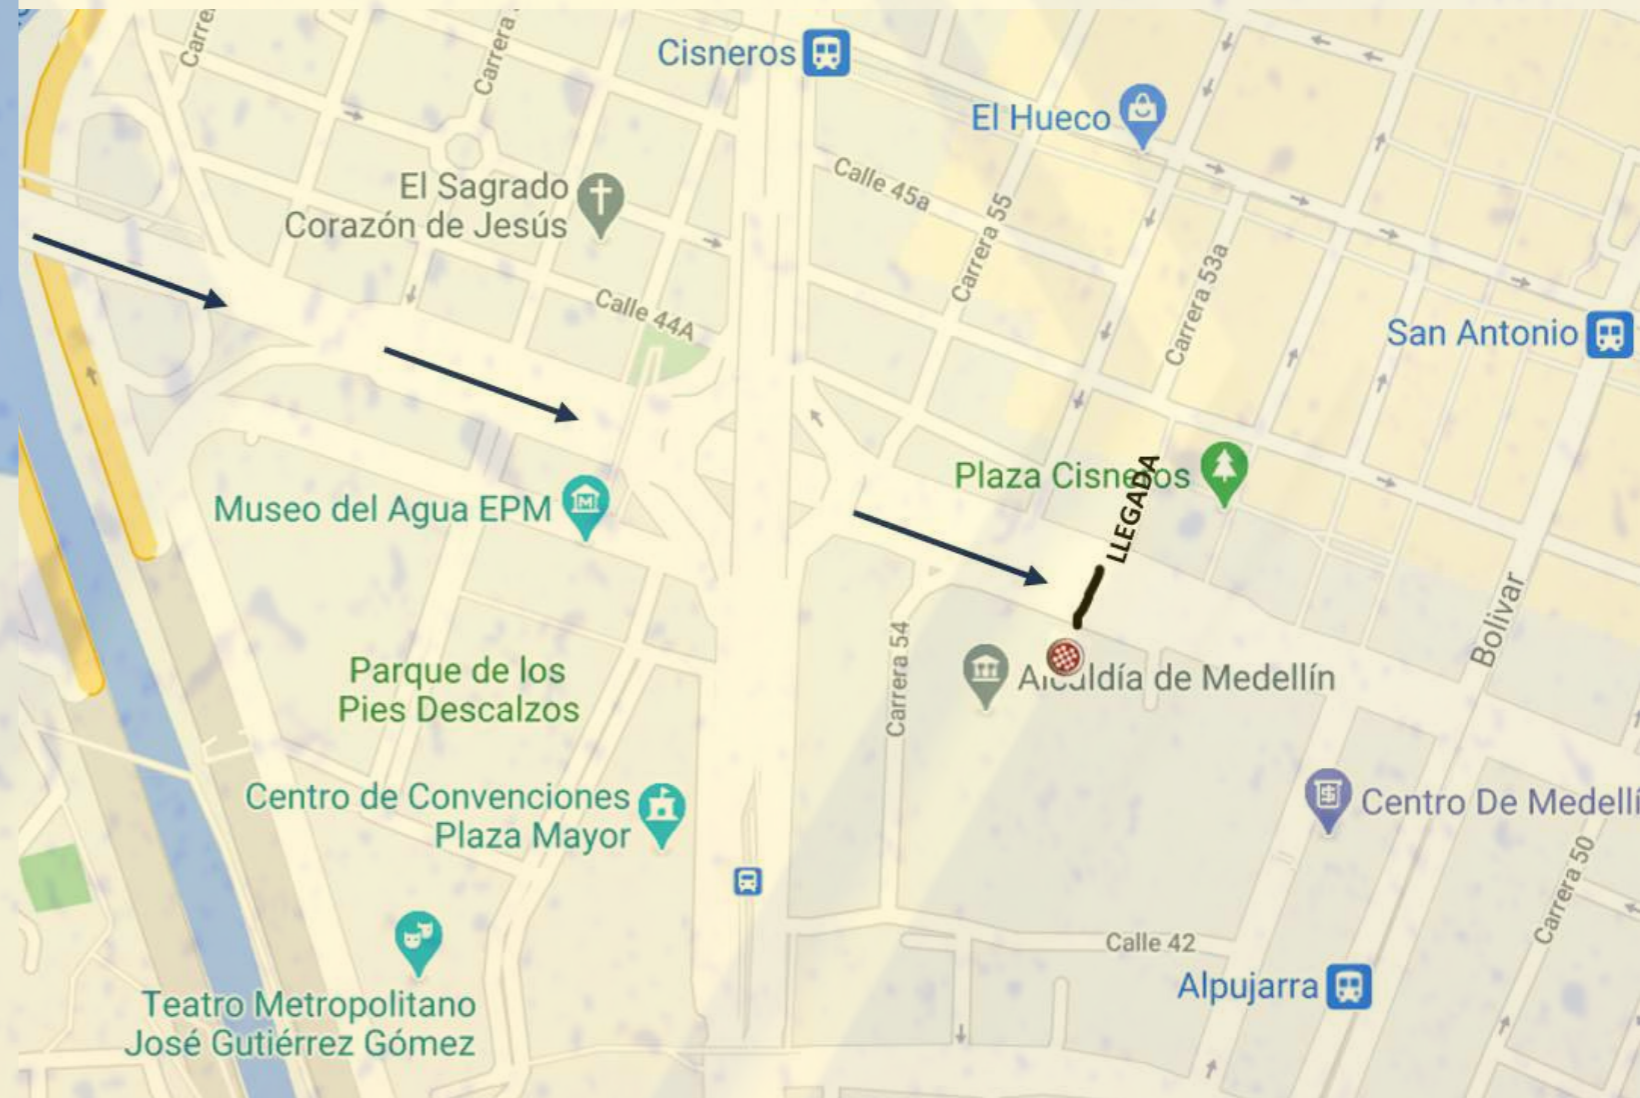 Carre
Carrera
Cisneros
El Hueco
Calle 45a
Carrera 55
El Sagrado
Corazón de Jesús
Calle 44A
Carrera 53a
San Antonio
Plaza Cisneros
LLEGADA
Museo del Agua EPM
M
Bolivar
Carrera 54
Alcaldía de Medellín
Parque de los
Pies Descalzos
Centro de Convenciones
Plaza Mayor
Centro De Medellí
Carrera 50
Calle 42
Alpujarra
Teatro Metropolitano
José Gutiérrez Gómez